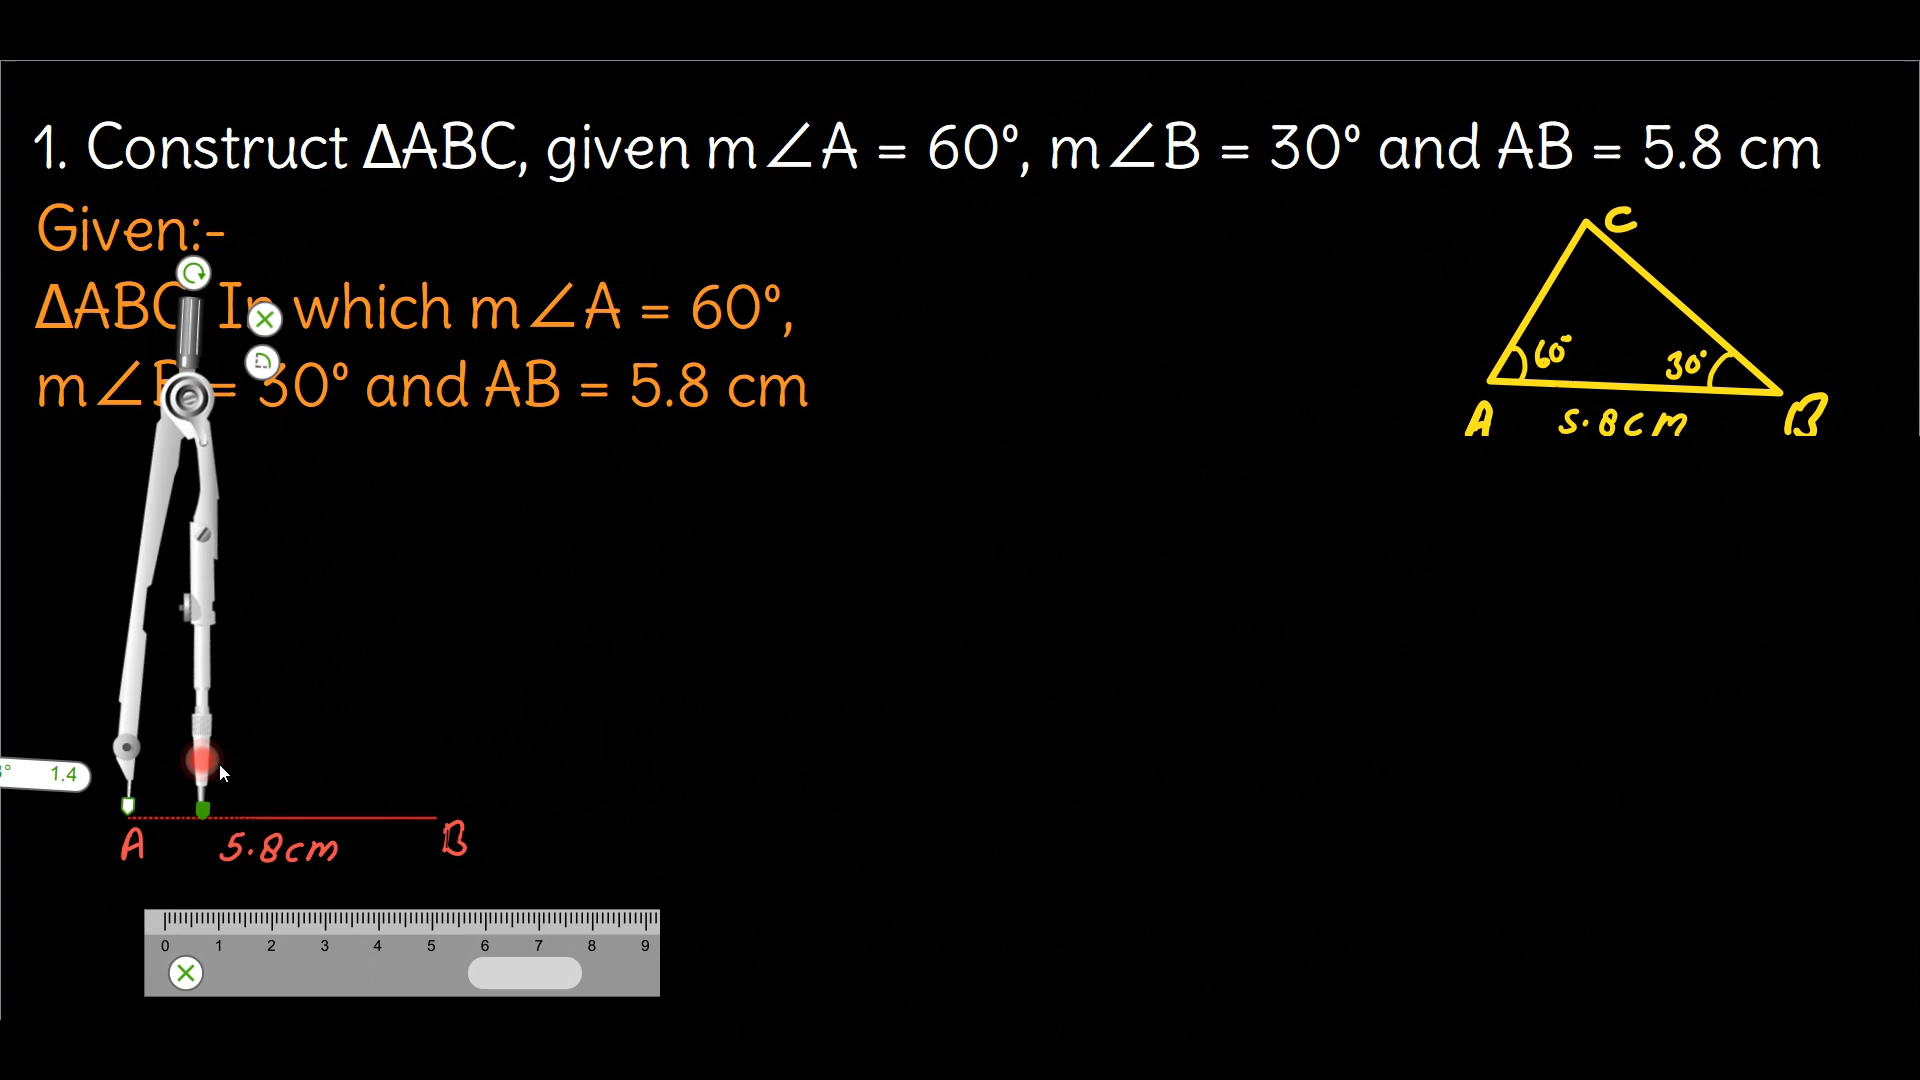 1. Construct ΔABC, given m∠A = 60°, m∠B = 30° and AB = 5.8 cm
Given:-
ΔABC In which m∠A = 60°,
m∠B = 30° and AB = 5.8 cm
C
60°
30°
A
5.8cm
B
1.4
A
5.8cm
B
0 1 2 3 4 5 6 7 8 9